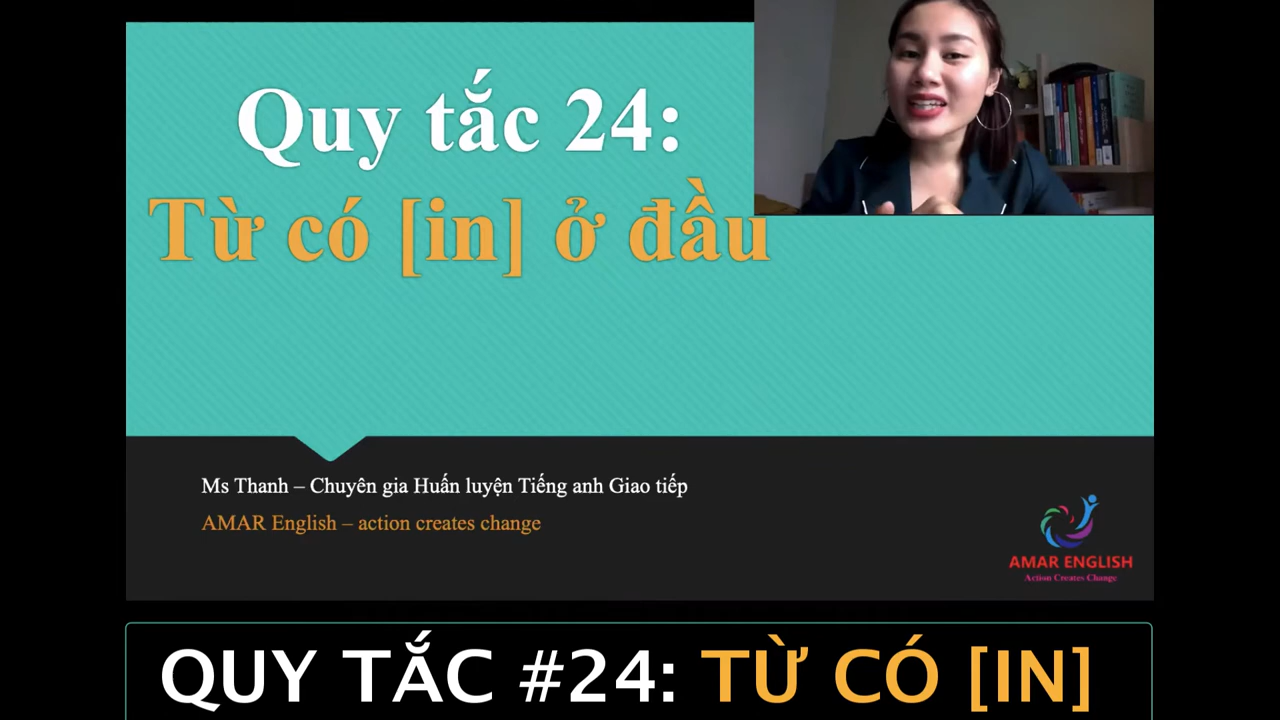 Quy tắc 24:
Từ có [in] ở đầu
Ms Thanh – Chuyên gia Huấn luyện Tiếng anh Giao tiếp
AMAR English – action creates change
AMAR ENGLISH
Action Creates Change
QUY TẮC #24: TỪ CÓ [IN]